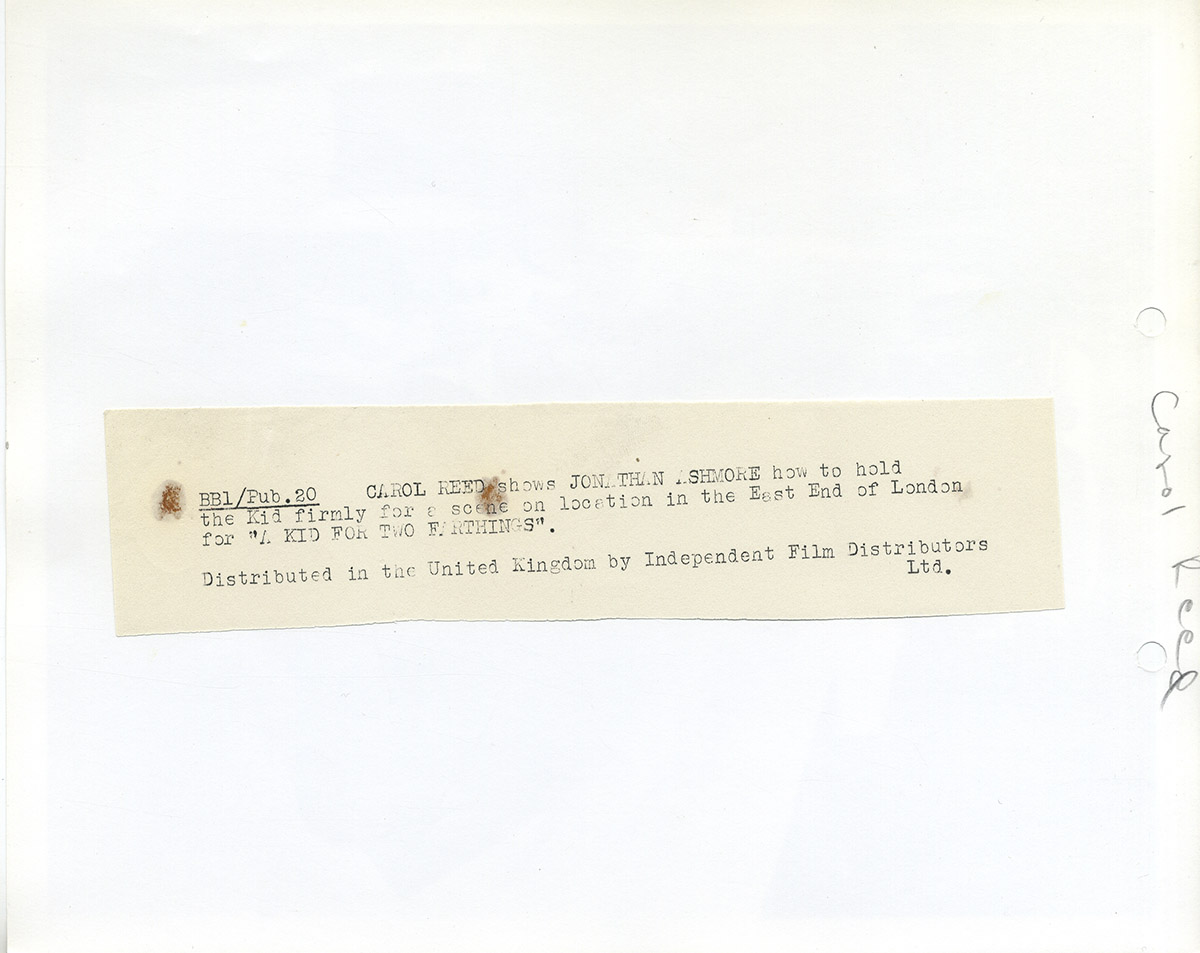 BB1/Pub.20 CAROL REED shows JONATHAN ASHMORE how to hold
the Kid firmly for a scene on location in the East End of London
for "A KID FOR TWO FARTHINGS".
Distributed in the United Kingdom by Independent Film Distributors
Ltd.
Carol Reed